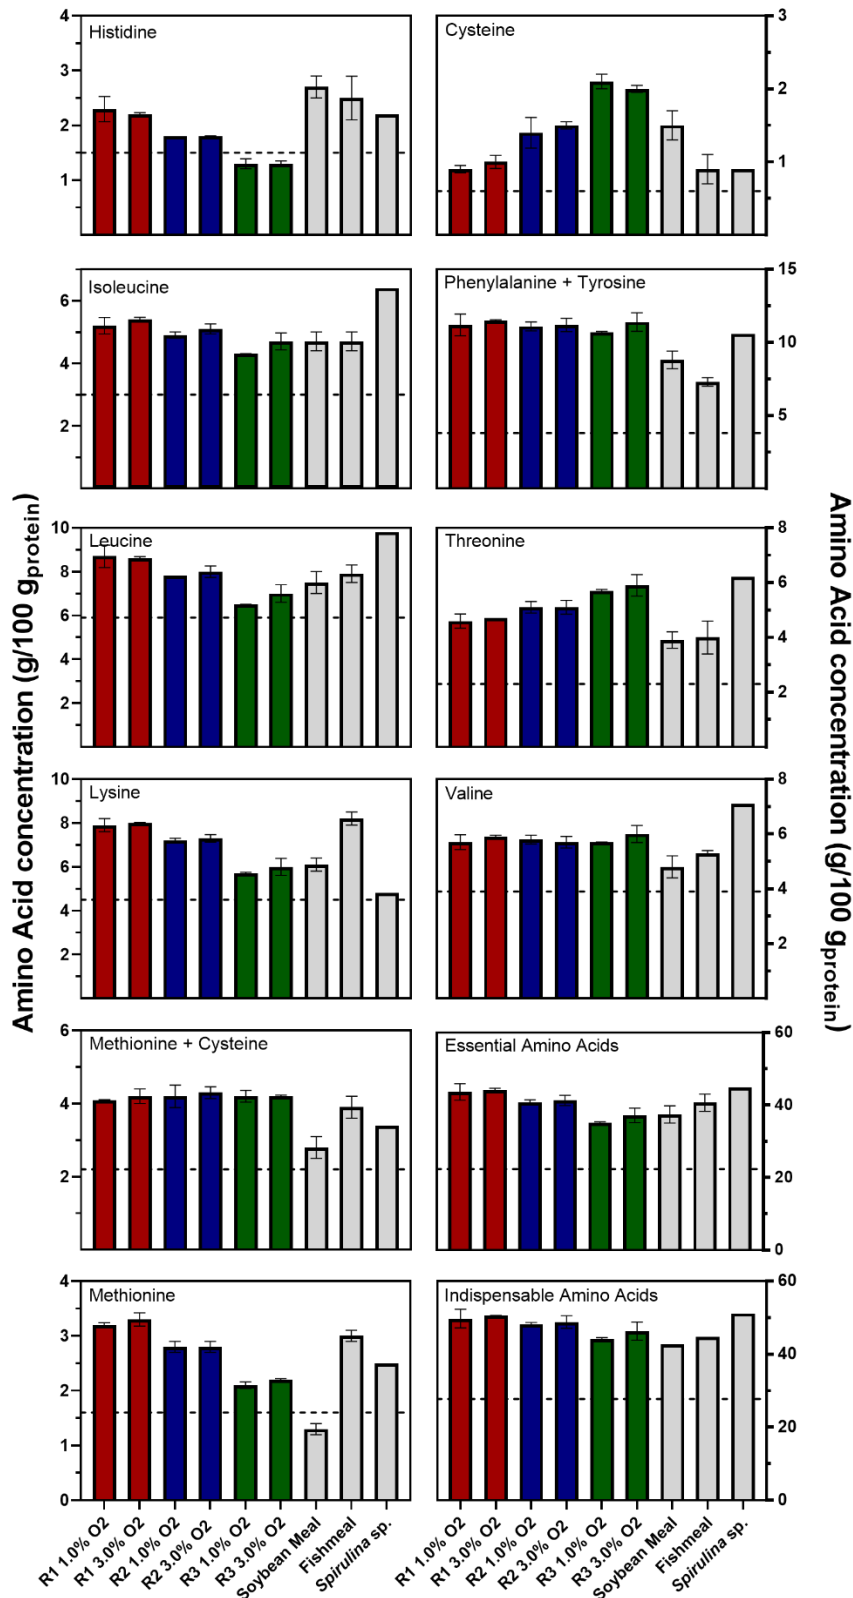 Amino Acid concentration (g/100 g_protein)
Histidine
4
3
2
1
Cysteine
3
2
1
0
Isoleucine
6
4
2
Phenylalanine + Tyrosine
15
10
5
0
Leucine
10
8
6
4
2
Threonine
8
6
4
2
Lysine
10
8
6
4
2
Valine
8
6
4
2
Methionine + Cysteine
6
4
2
Essential Amino Acids
60
40
20
0
Methionine
4
3
2
1
0
Indispensable Amino Acids
60
40
20
0
Amino Acid concentration (g/100 g_protein)
R1 1.0% O2
R1 3.0% O2
R2 1.0% O2
R2 3.0% O2
R3 1.0% O2
R3 3.0% O2
Soybean Meal
Fishmeal
Spirulina sp.
R1 1.0% O2
R1 3.0% O2
R2 1.0% O2
R2 3.0% O2
R3 1.0% O2
R3 3.0% O2
Soybean Meal
Fishmeal
Spirulina sp.